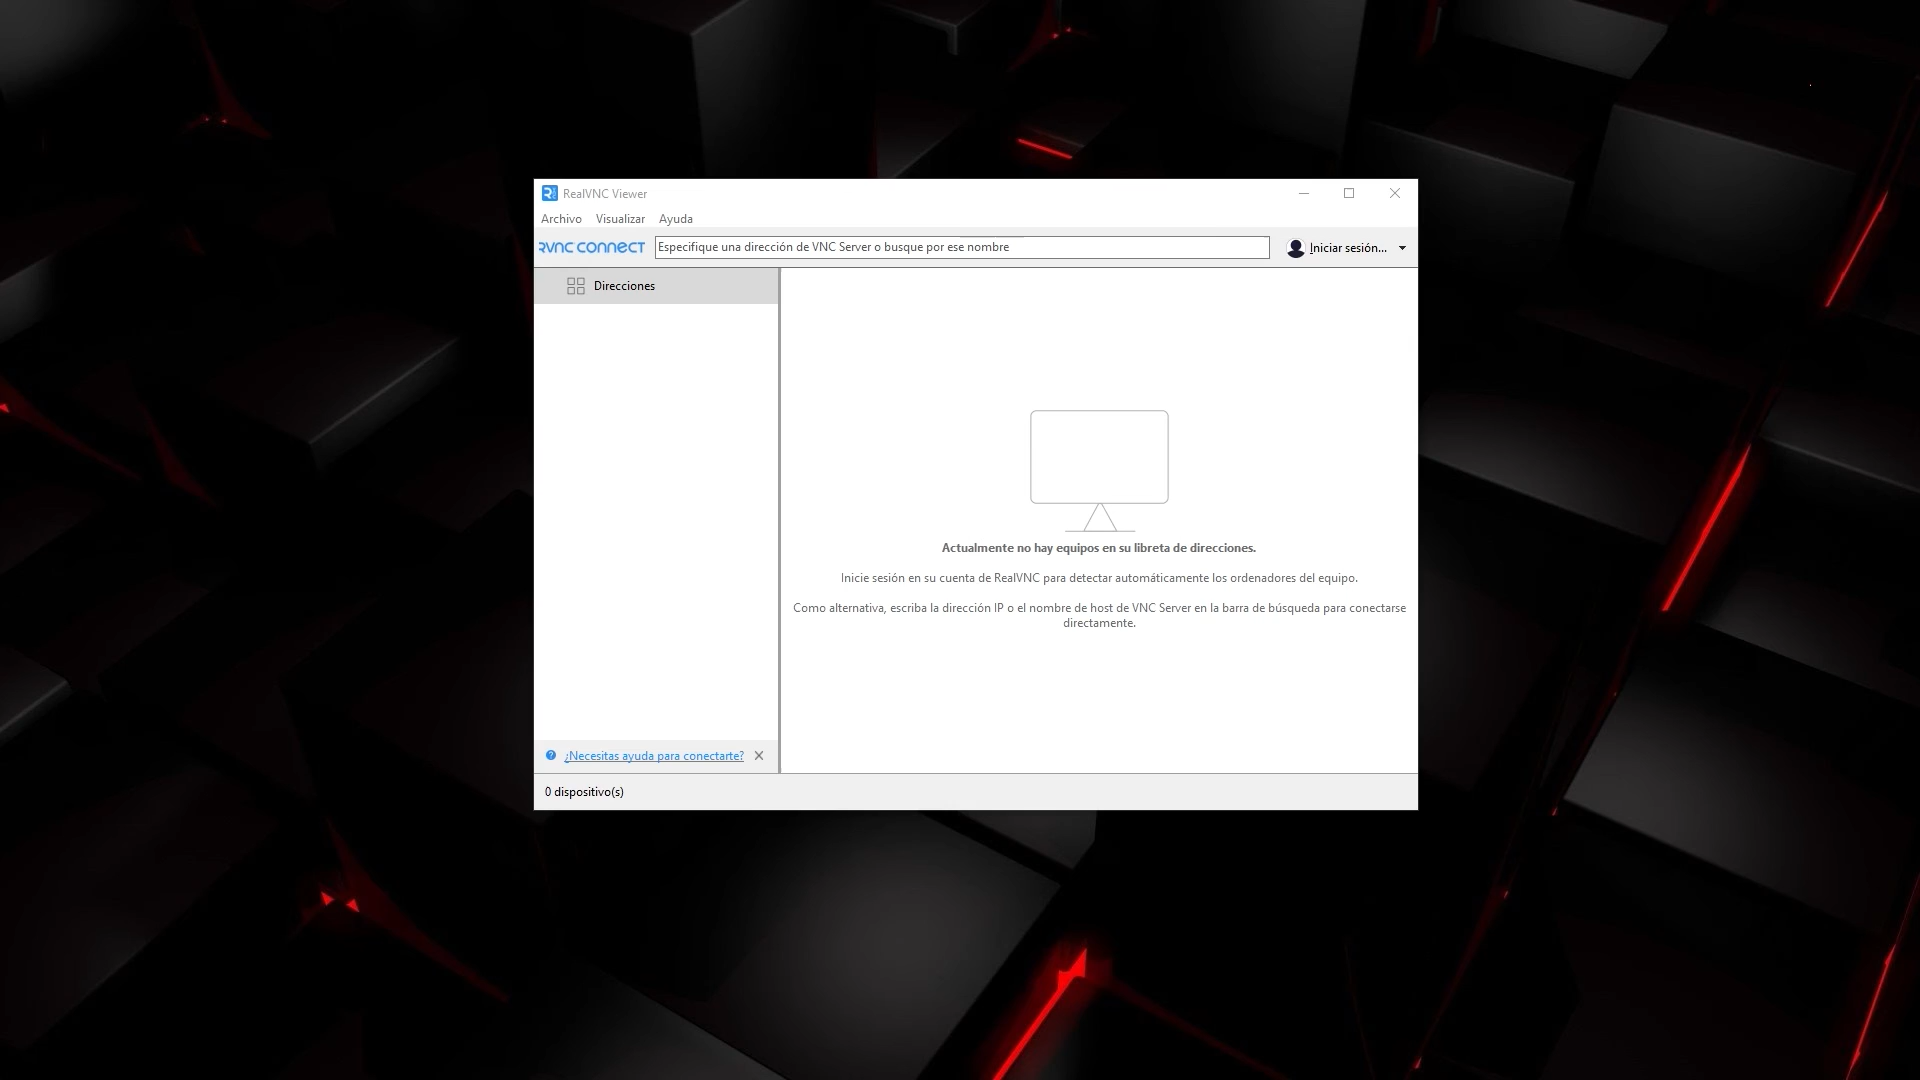 RealVNC Viewer
Archivo Visualizar Ayuda
RVNC CONNECT Especifique una dirección de VNC Server o busque por ese nombre Iniciar sesión...
Direcciones
Actualmente no hay equipos en su libreta de direcciones.
Inicie sesión en su cuenta de RealVNC para detectar automáticamente los ordenadores del equipo.
Como alternativa, escriba la dirección IP o el nombre de host de VNC Server en la barra de búsqueda para conectarse
directamente.
¿Necesitas ayuda para conectarte?
0 dispositivo(s)